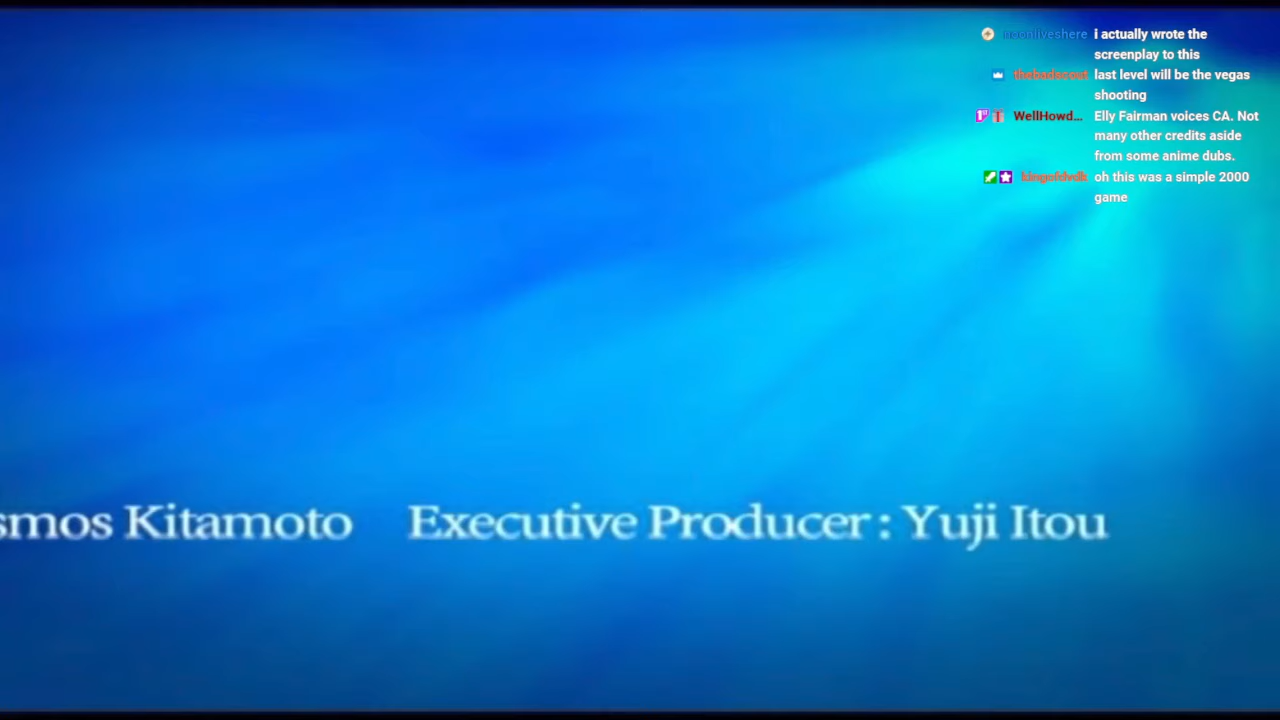 noonliveshere i actually wrote the
screenplay to this
thebadscout last level will be the vegas
shooting
WellHowd... Elly Fairman voices CA. Not
many other credits aside
from some anime dubs.
oh this was a simple 2000
game
smos Kitamoto Executive Producer : Yuji Itou